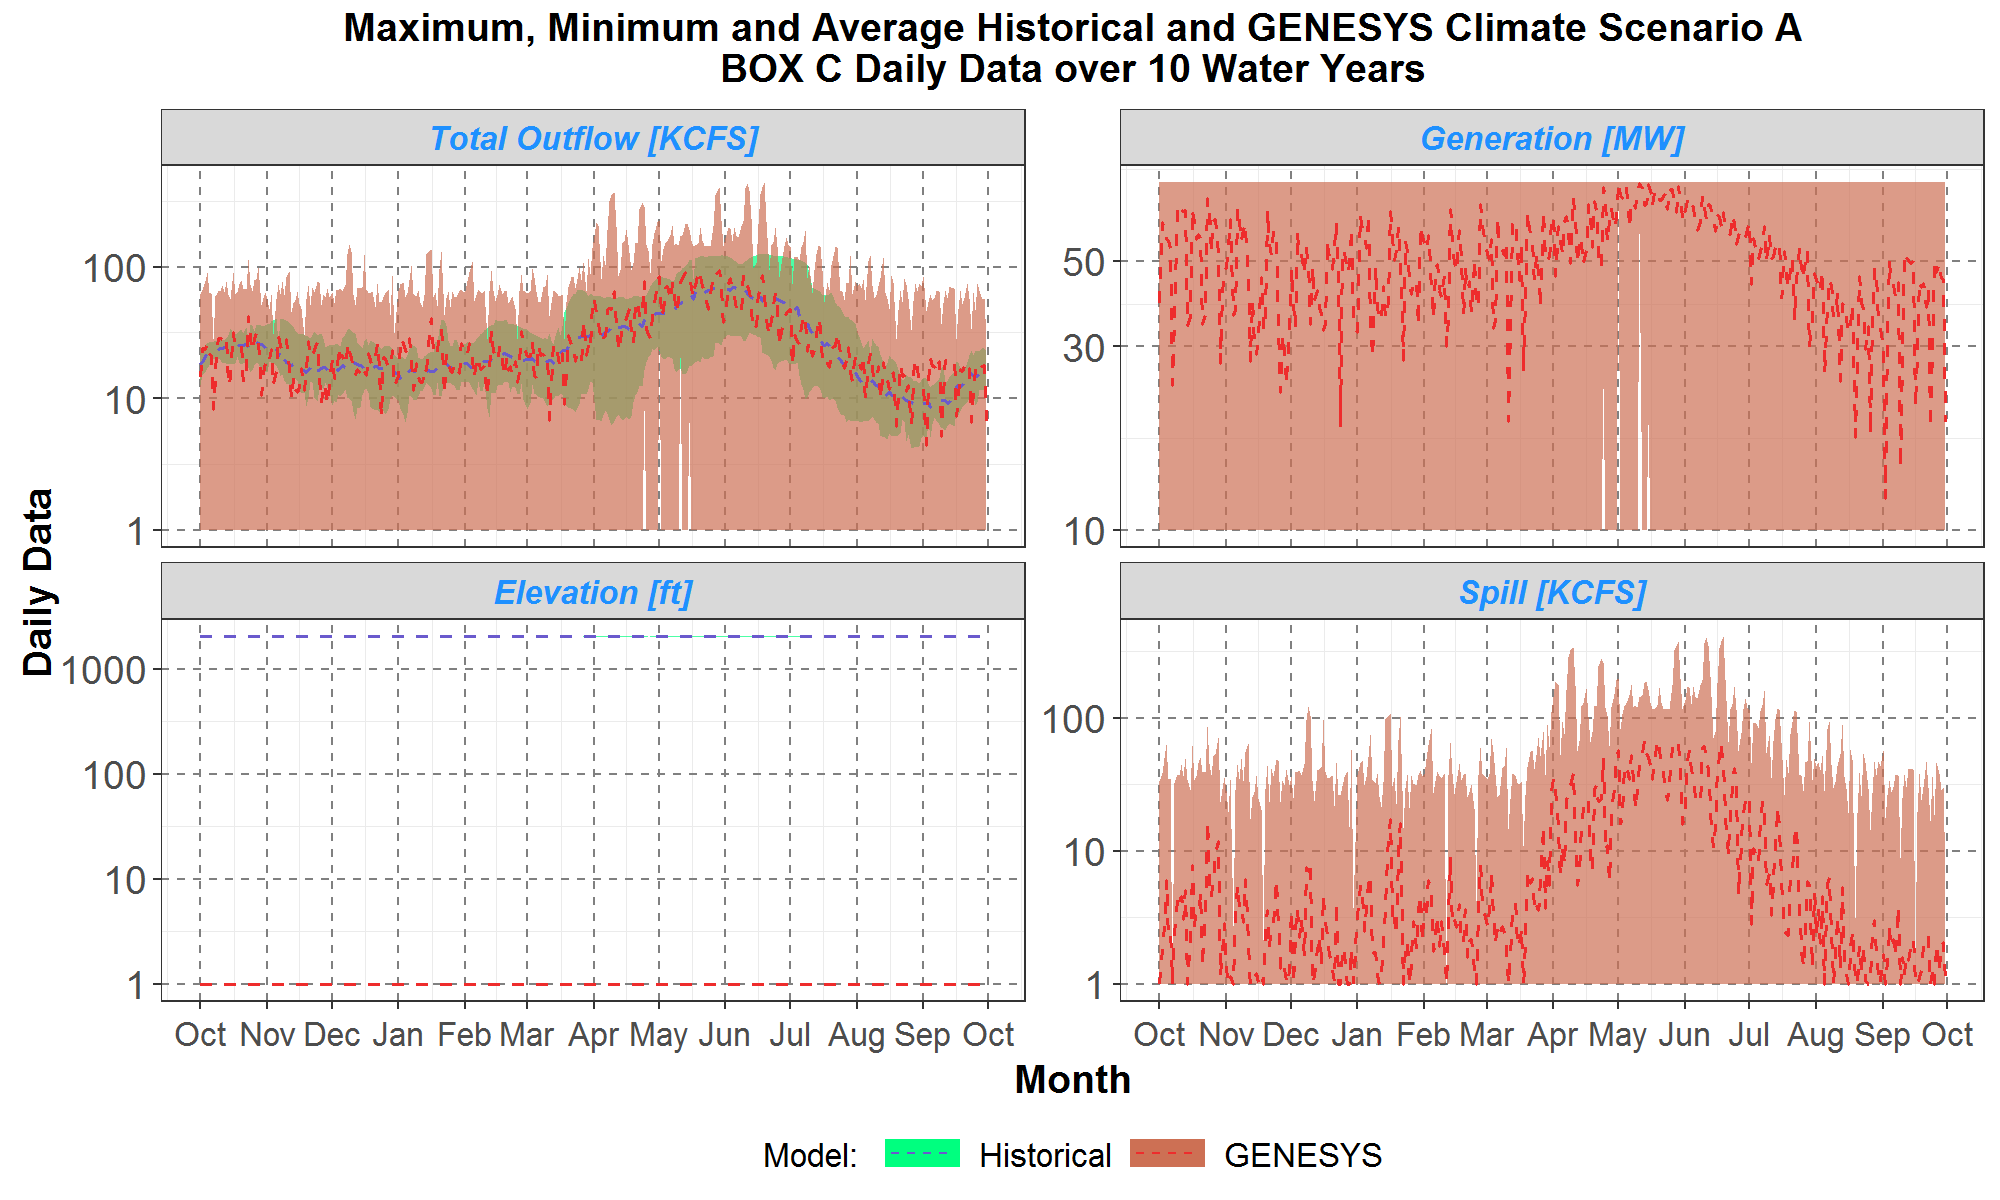 Maximum, Minimum and Average Historical and GENESYS Climate Scenario A
BOX C Daily Data over 10 Water Years
Total Outflow [KCFS]
Generation [MW]
100
10
1
50
30
10
Elevation [ft]
Spill [KCFS]
Daily Data
1000
100
10
1
100
10
1
Oct Nov Dec Jan Feb Mar Apr May Jun Jul Aug Sep Oct
Oct Nov Dec Jan Feb Mar Apr May Jun Jul Aug Sep Oct
Month
Model: Historical GENESYS